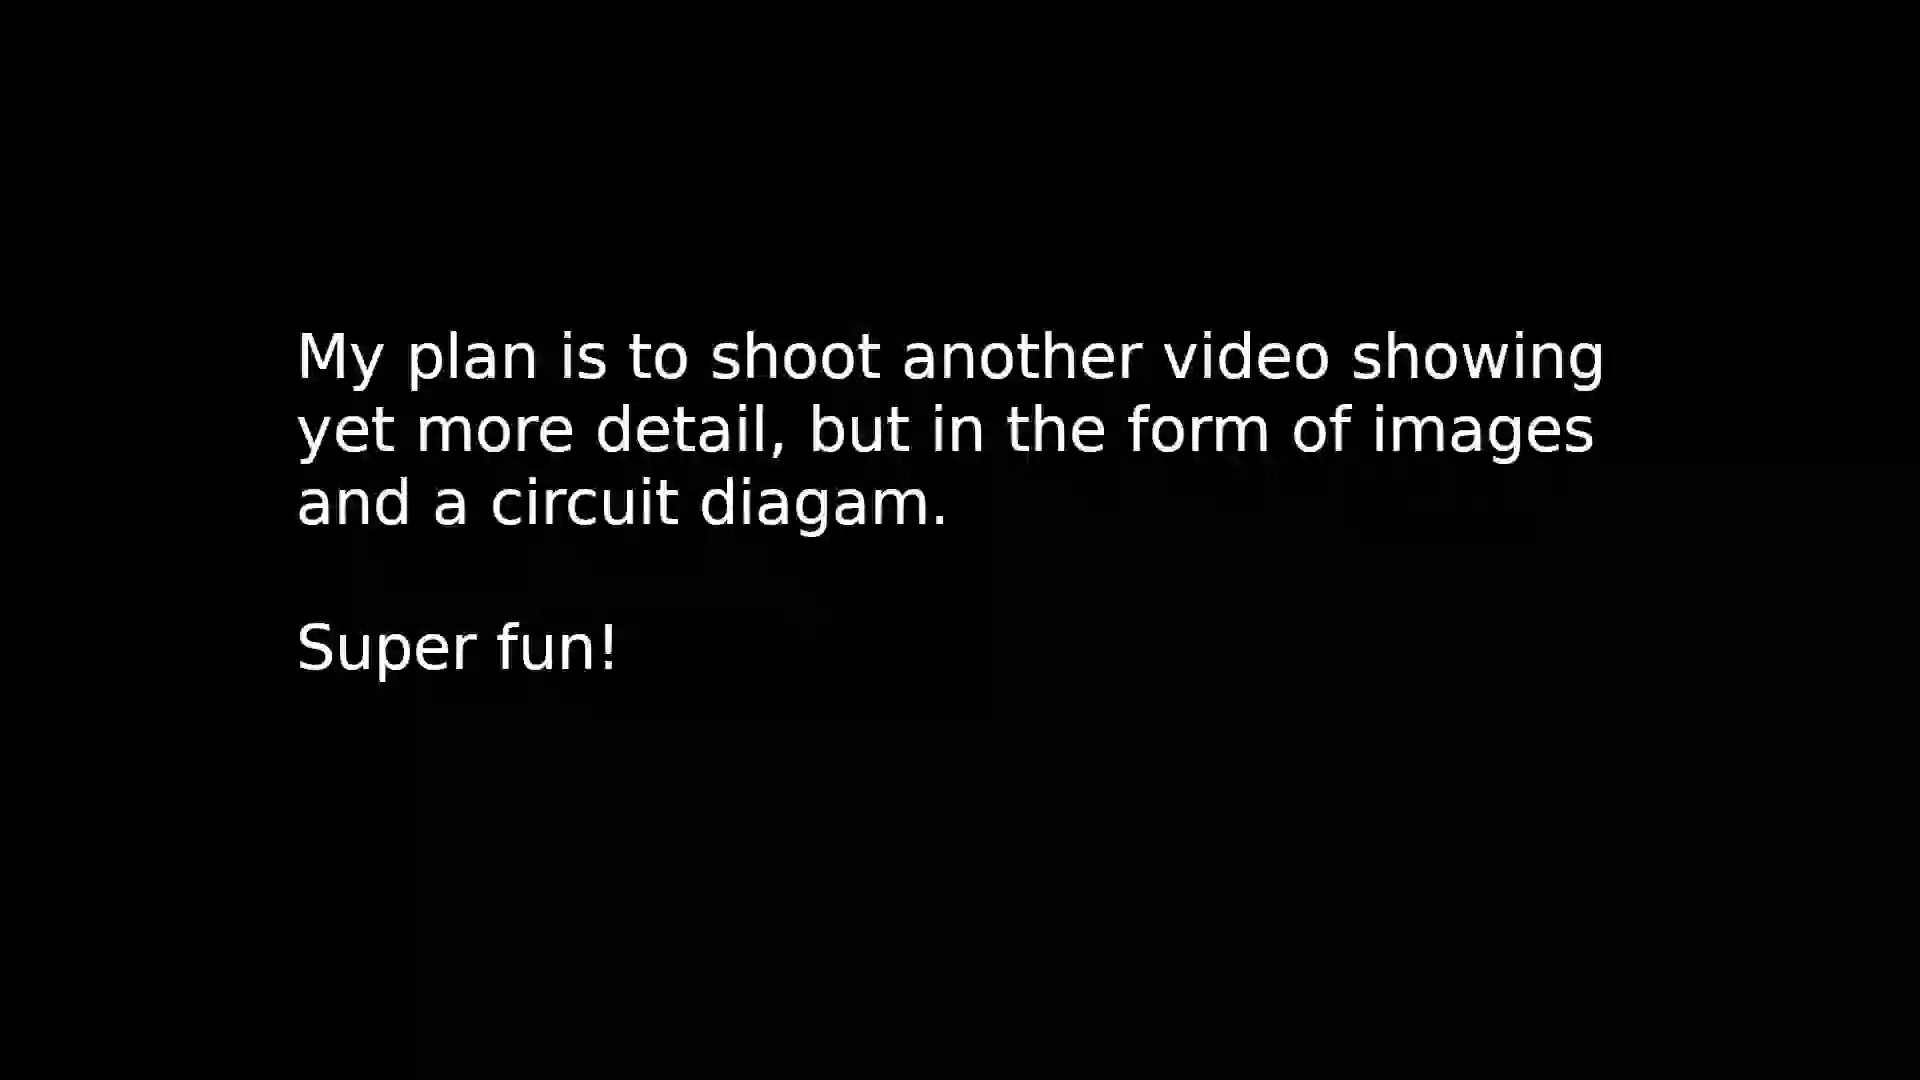 My plan is to shoot another video showing
yet more detail, but in the form of images
and a circuit diagam.
Super fun!